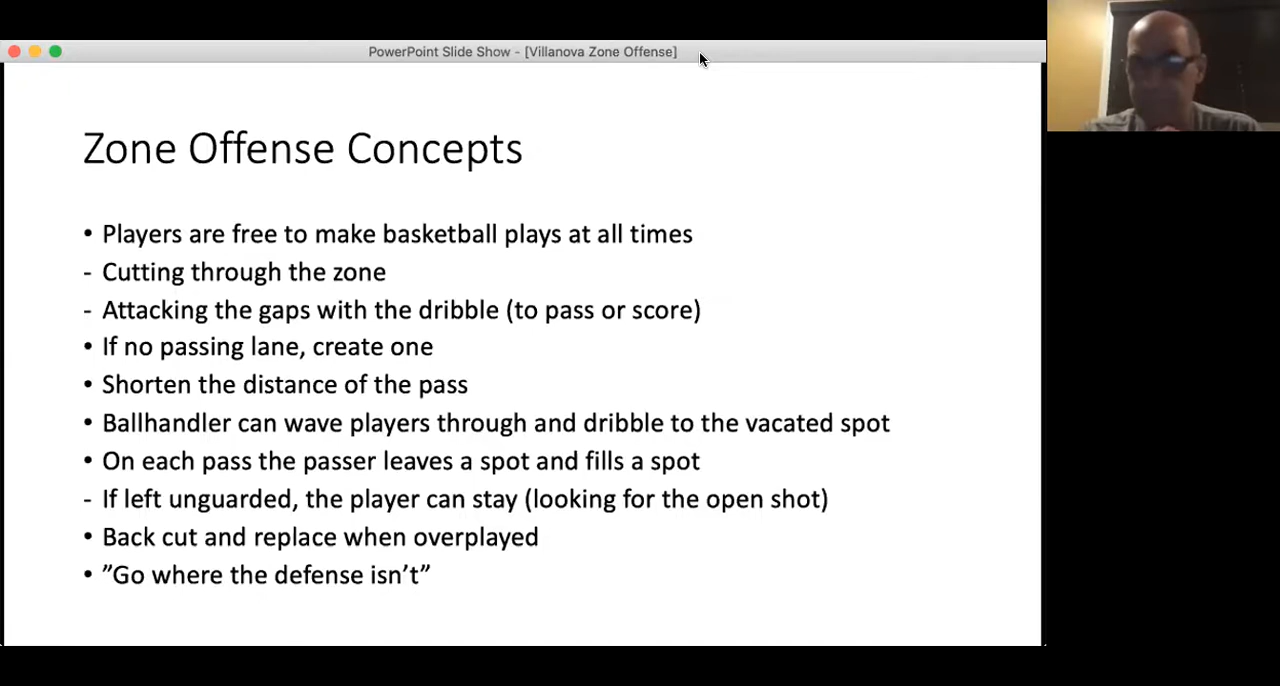 PowerPoint Slide Show - [Villanova Zone Offense]
Zone Offense Concepts
• Players are free to make basketball plays at all times
- Cutting through the zone
- Attacking the gaps with the dribble (to pass or score)
• If no passing lane, create one
• Shorten the distance of the pass
• Ballhandler can wave players through and dribble to the vacated spot
• On each pass the passer leaves a spot and fills a spot
- If left unguarded, the player can stay (looking for the open shot)
• Back cut and replace when overplayed
• ”Go where the defense isn’t”